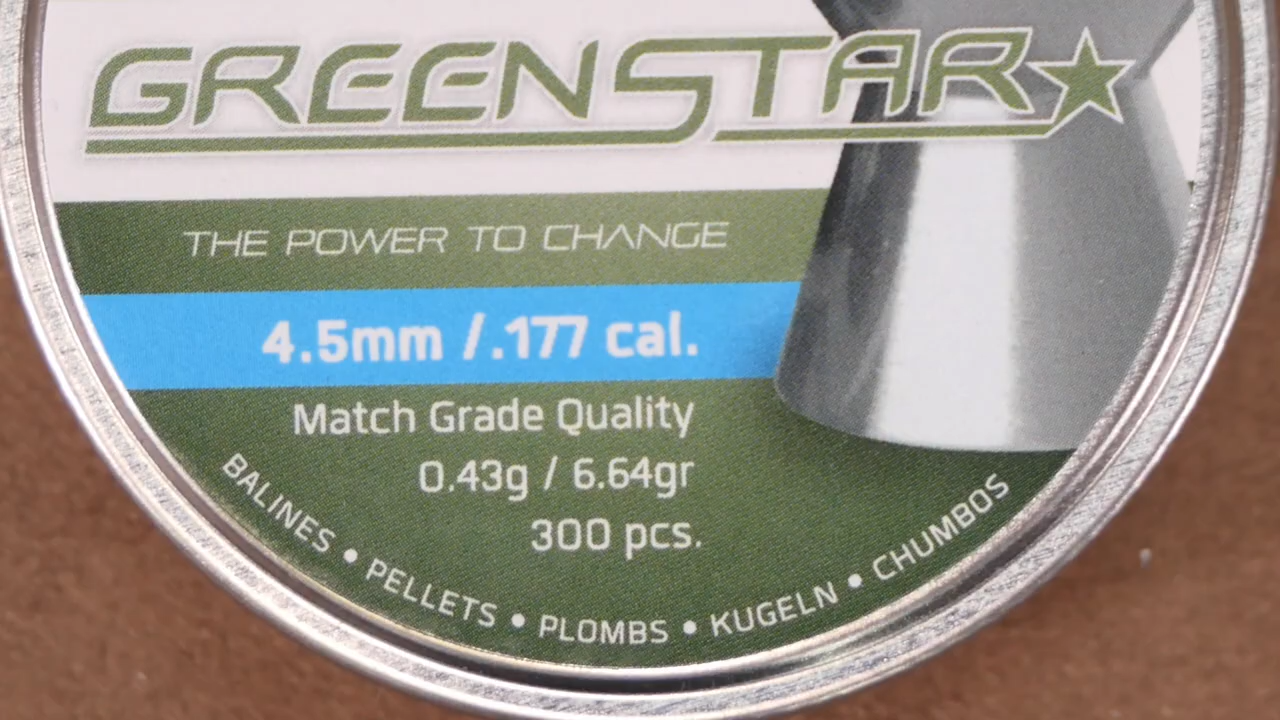 GREENSTAR
THE POWER TO CHANGE
4.5mm /.177 cal.
Match Grade Quality
0.43g / 6.64gr
300 pcs.
BALINES • PELLETS • PLOMBS • KUGELN • CHUMBOS